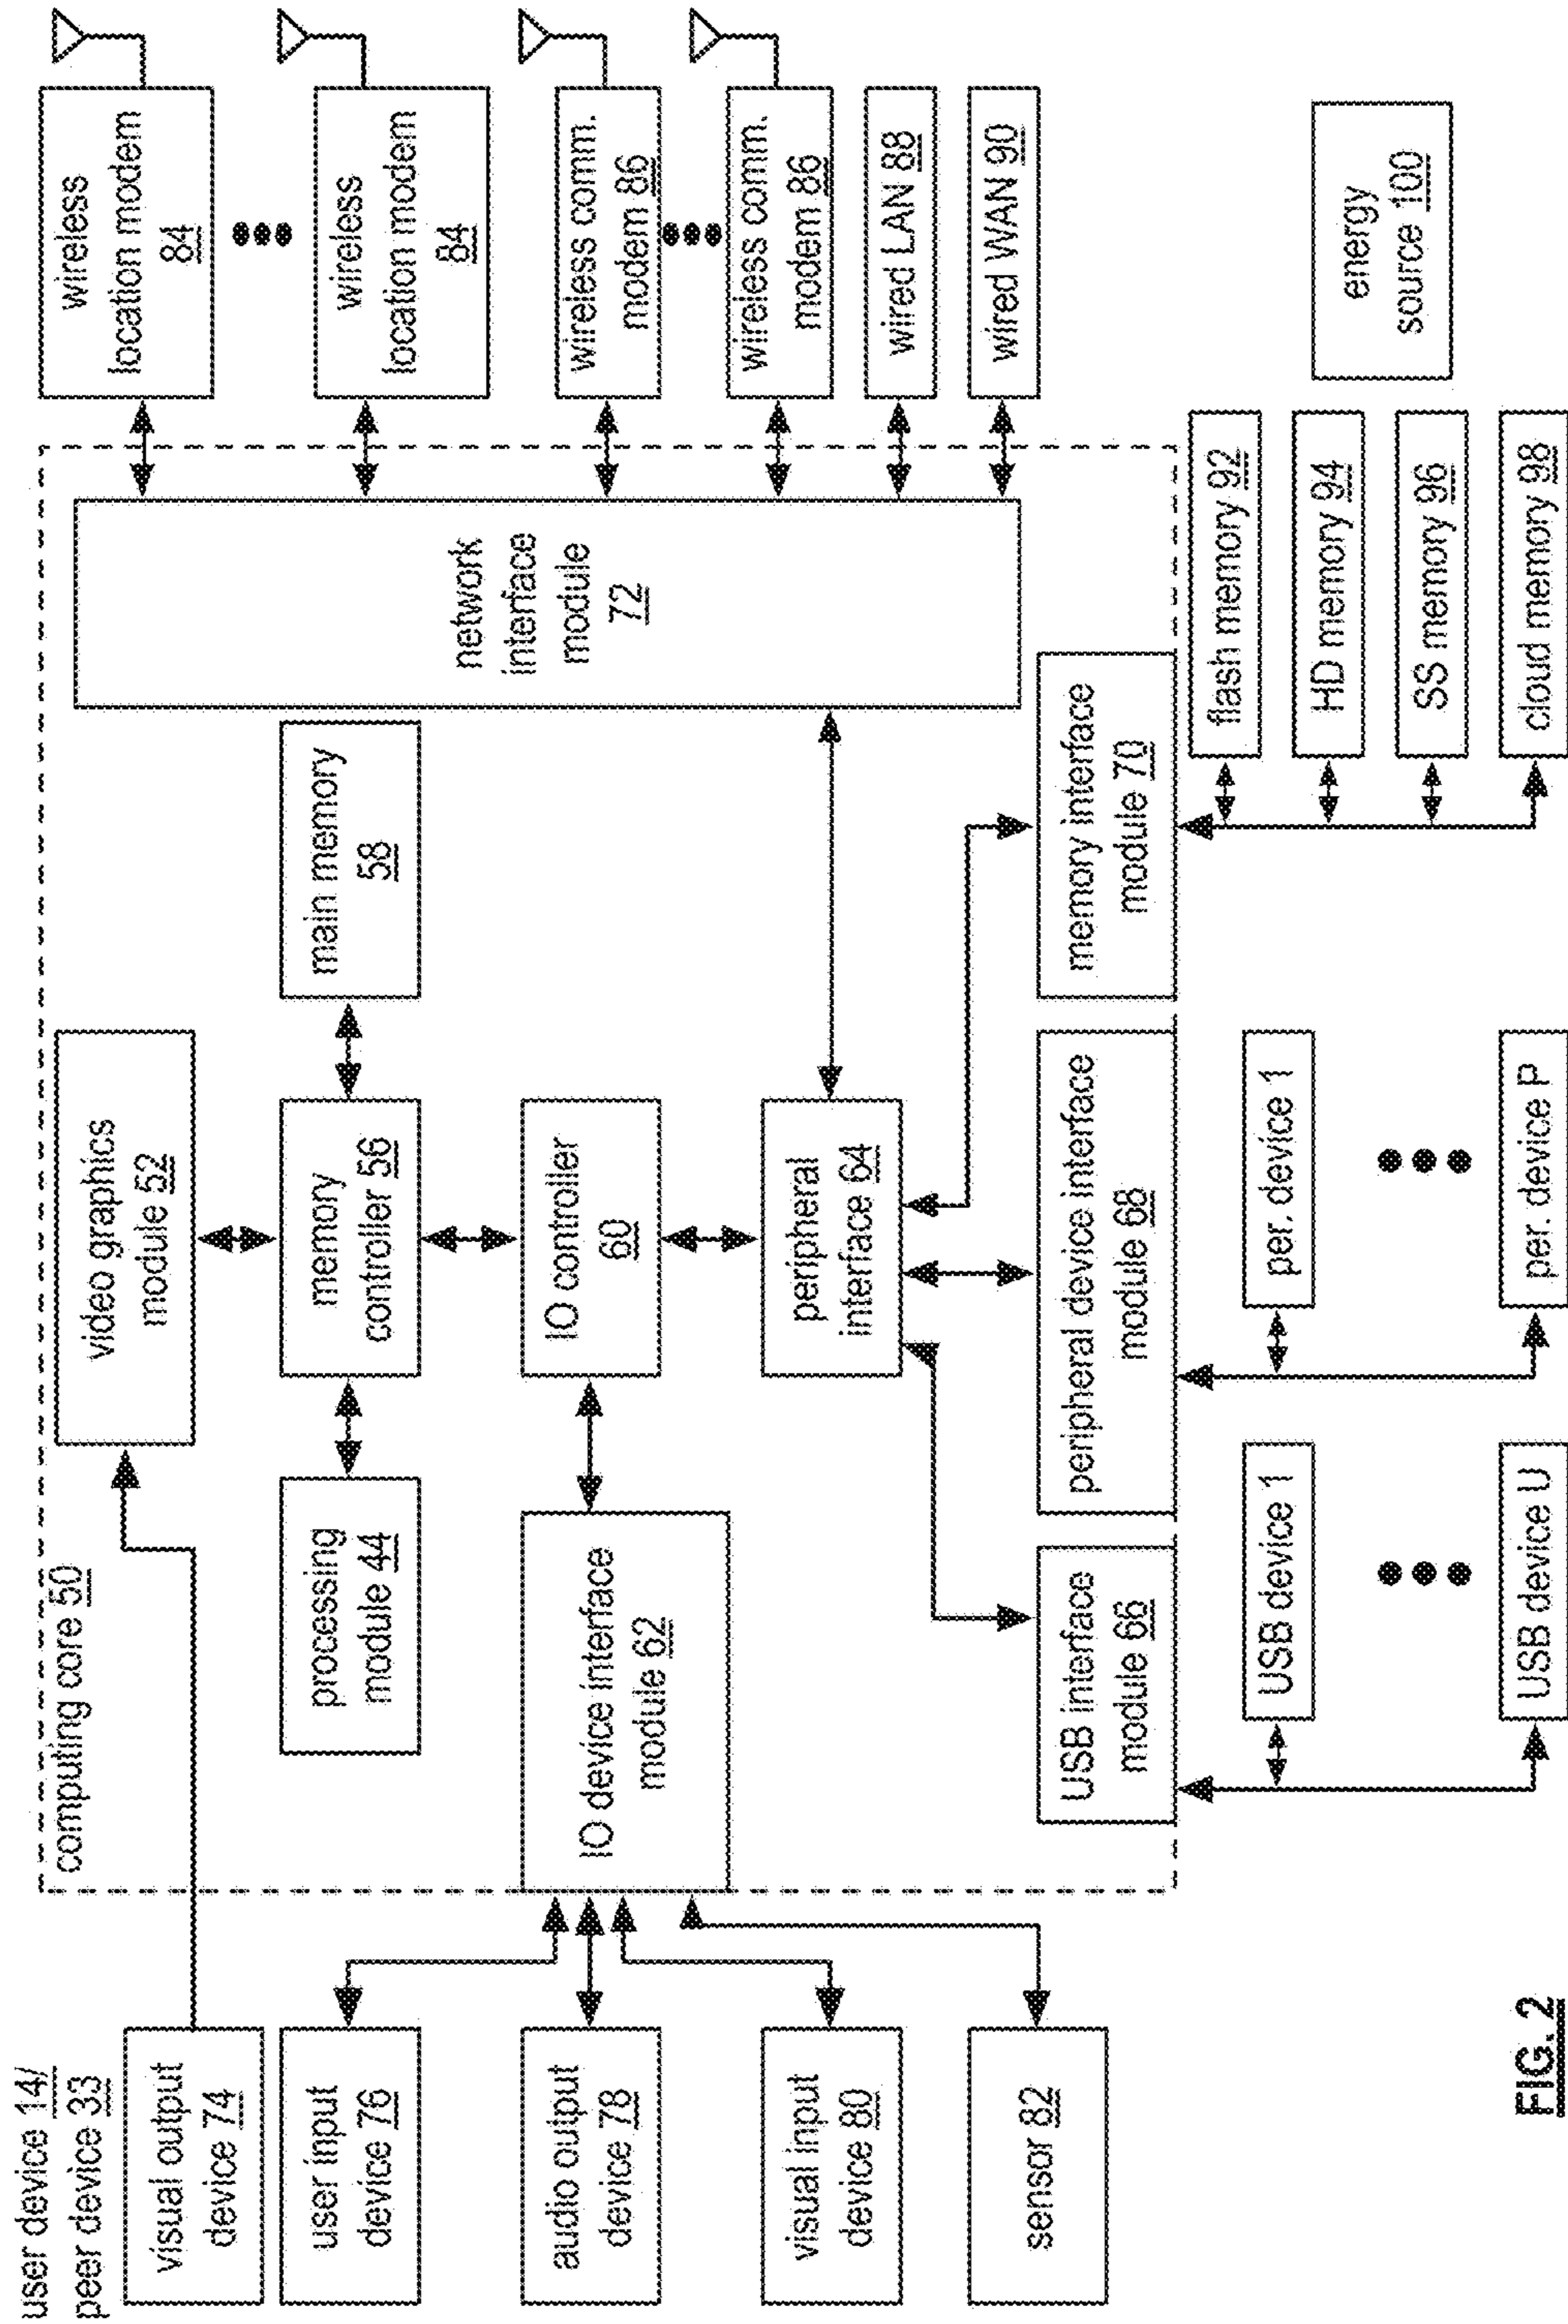 user device 14/
peer device 33
visual output
device 74
user input
device 76
audio output
device 78
visual input
device 80
sensor 82
computing core 50
video graphics
module 52
processing
module 44
memory
controller 56
main memory
58
IO device interface
module 62
IO controller
60
peripheral
interface 64
network
interface
module
72
USB interface
module 66
peripheral device interface
module 68
memory interface
module 70
USB device 1
USB device U
per. device 1
per. device P
flash memory 92
HD memory 94
SS memory 96
cloud memory 98
wireless
location modem
84
wireless
location modem
84
wireless comm.
modem 86
wireless comm.
modem 86
wired LAN 88
wired WAN 90
energy
source 100
FIG. 2